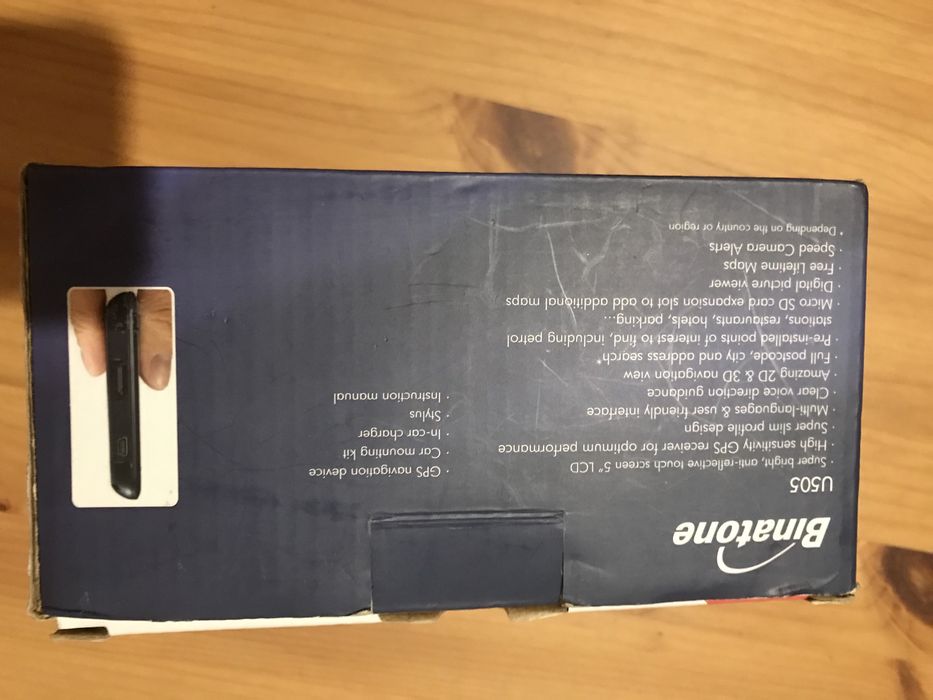 Binatone
U505
· Super bright, anti-reflective touch screen 5" LCD
· High sensitivity GPS receiver for optimum performance
· Super slim profile design
· Multi-languages & user friendly interface
· Clear voice direction guidance
· Amazing 2D & 3D navigation view
· Full postcode, city and address search*
· Pre-installed points of interest to find, including petrol
stations, restaurants, hotels, parking...
· Micro SD card expansion slot to add additional maps
· Digital picture viewer
· Free Lifetime Maps
· Speed Camera Alerts
* Depending on the country or region
· GPS navigation device
· Car mounting kit
· In-car charger
· Stylus
· Instruction manual